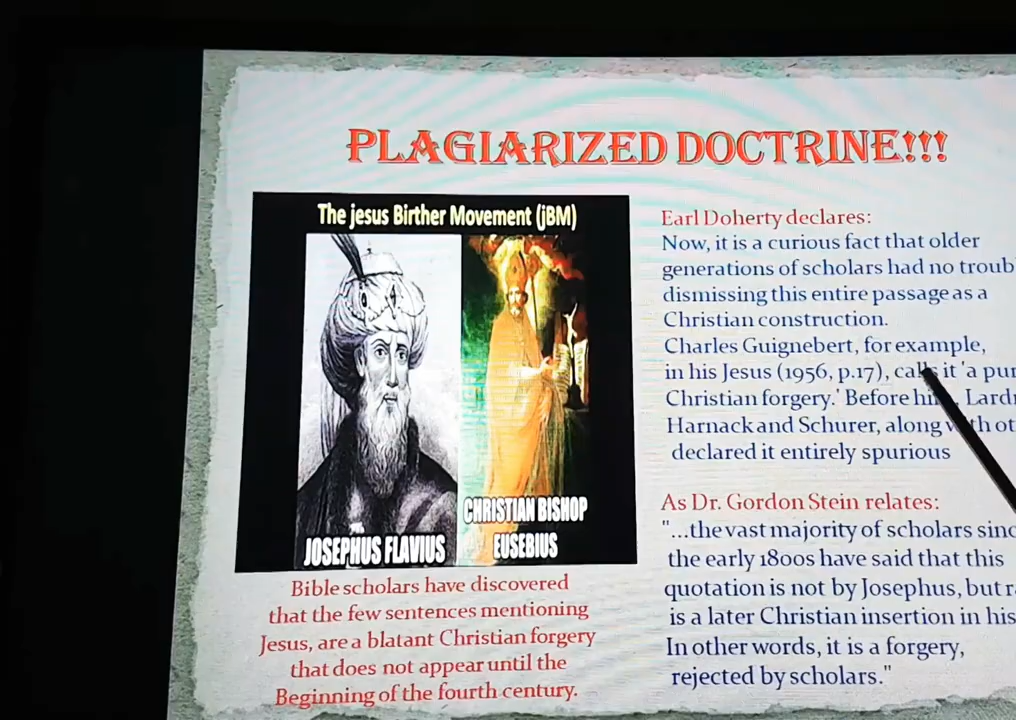 PLAGIARIZED DOCTRINE!!!
The jesus Birther Movement (jBM)
JOSEPHUS FLAVIUS
CHRISTIAN BISHOP
EUSEBIUS
Bible scholars have discovered
that the few sentences mentioning
Jesus, are a blatant Christian forgery
that does not appear until the
Beginning of the fourth century.
Earl Doherty declares:
Now, it is a curious fact that older
generations of scholars had no
dismissing this entire passage as a
Christian construction.
Charles Guignebert, for example,
in his Jesus (1956, p.17), calls it 'a
Christian forgery.' Before
Harnack and Schurer, along with
declared it entirely spurious
As Dr. Gordon Stein relates:
"...the vast majority of scholars
the early 1800s have said that this
quotation is not by Josephus, but
is a later Christian insertion in his
In other words, it is a forgery,
rejected by scholars."